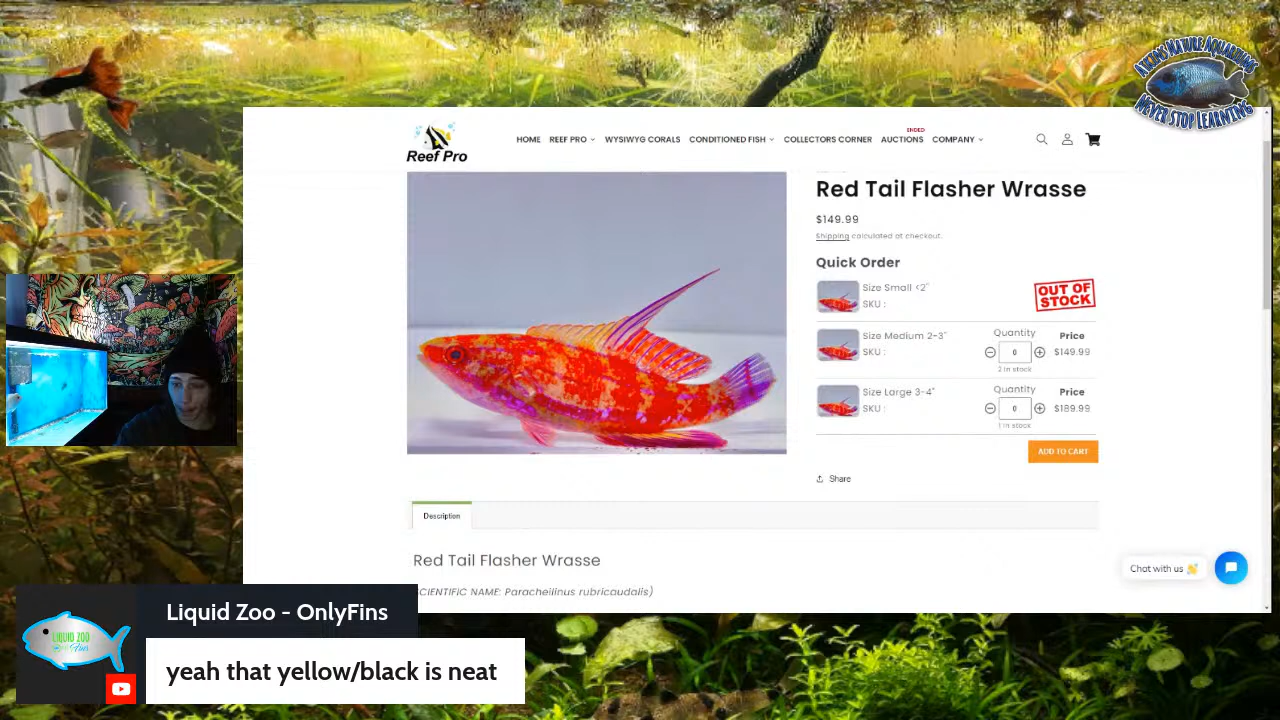 ATKINS NATURE AQUARIUMS
NEVER STOP LEARNING
Reef Pro
HOME
REEF PRO
WYSIWYG CORALS
CONDITIONED FISH
COLLECTORS CORNER
ENDED
AUCTIONS
COMPANY
Red Tail Flasher Wrasse
$149.99
Shipping calculated at checkout.
Quick Order
Size Small <2"
SKU :
OUT OF
STOCK
Size Medium 2-3"
SKU :
Quantity
0
2 in stock
Price
$149.99
Size Large 3-4"
SKU :
Quantity
0
1 in stock
Price
$189.99
ADD TO CART
Share
Description
Red Tail Flasher Wrasse
SCIENTIFIC NAME: Paracheilinus rubricaudalis)
Chat with us 👋
Liquid Zoo - OnlyFins
LIQUID ZOO
yeah that yellow/black is neat